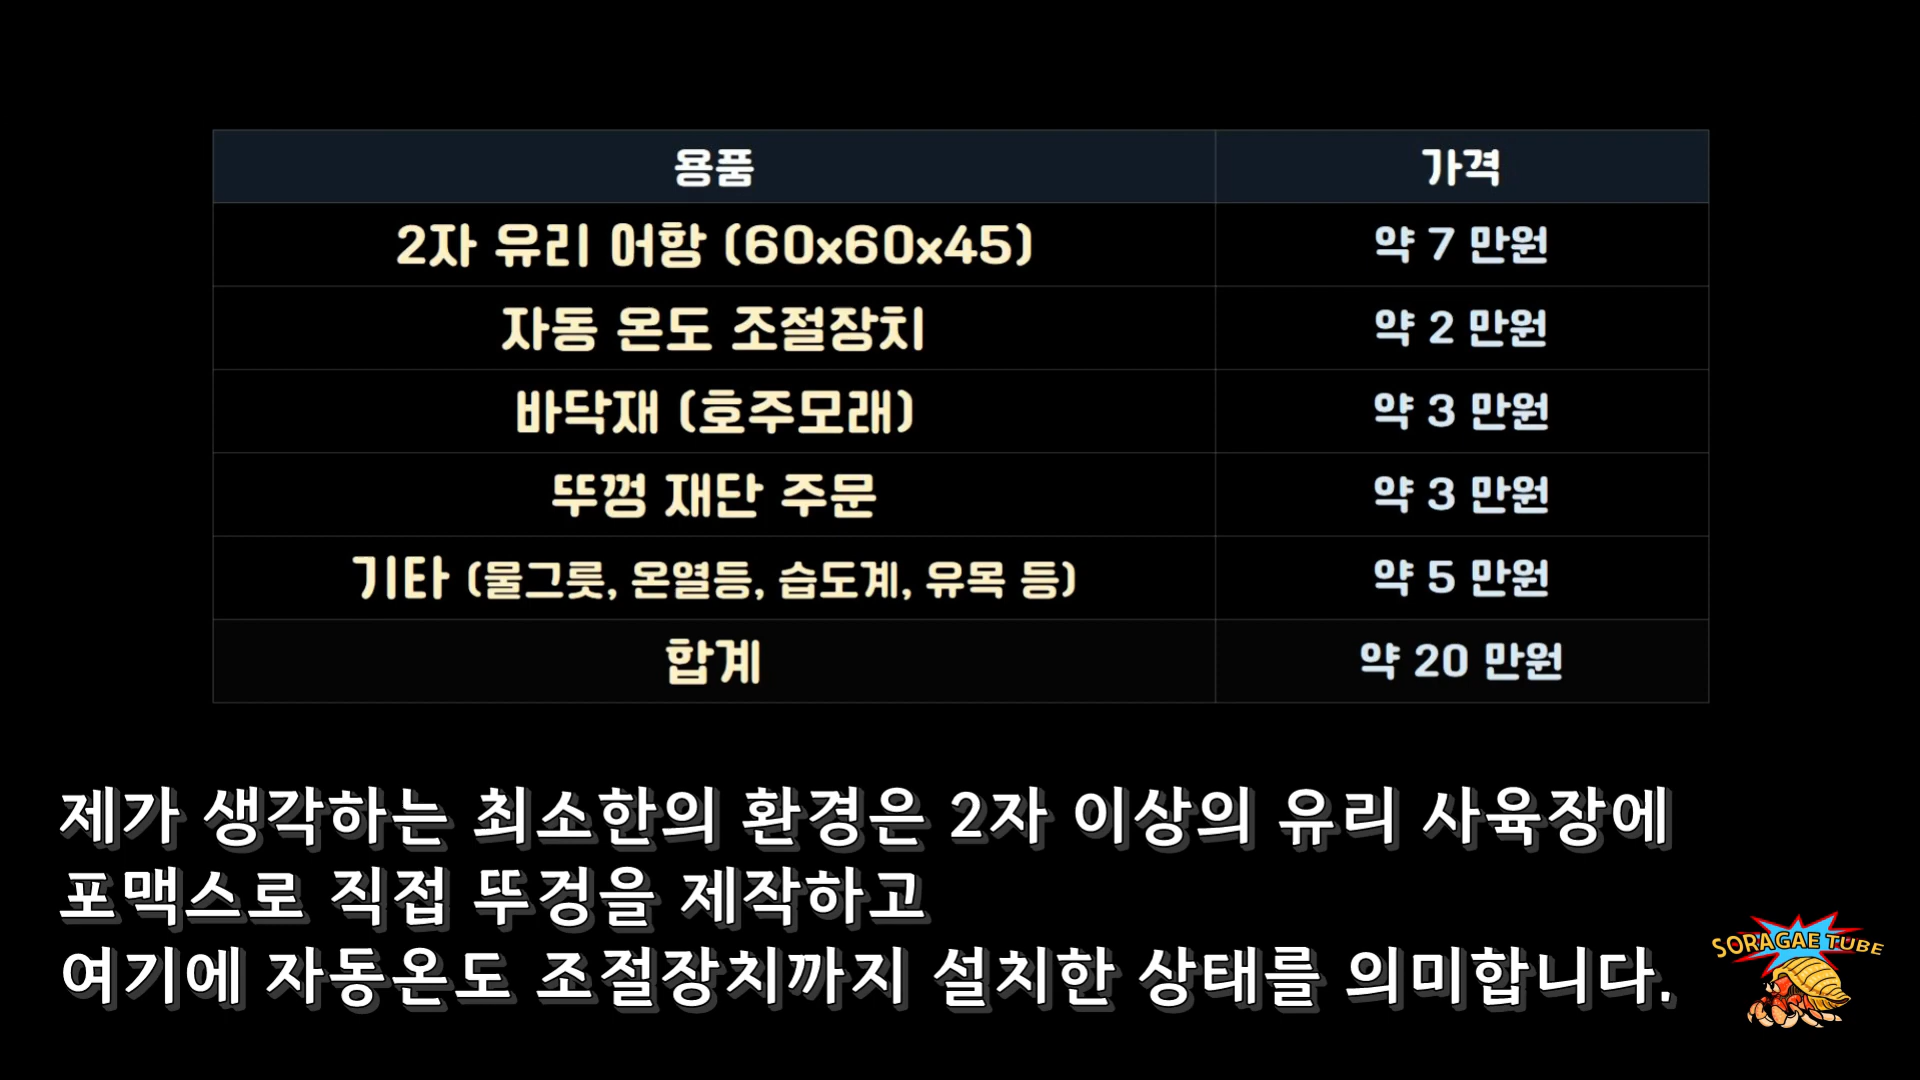 용품 가격
2자 유리 어항 (60x60x45) 약 7 만원
자동 온도 조절장치 약 2 만원
바닥재 (호주모래) 약 3 만원
뚜껑 재단 주문 약 3 만원
기타 (물그릇, 온열등, 습도계, 유목 등) 약 5 만원
합계 약 20 만원
제가 생각하는 최소한의 환경은 2자 이상의 유리 사육장에
포맥스로 직접 뚜겅을 제작하고
여기에 자동온도 조절장치까지 설치한 상태를 의미합니다.
SORAGAE TUBE